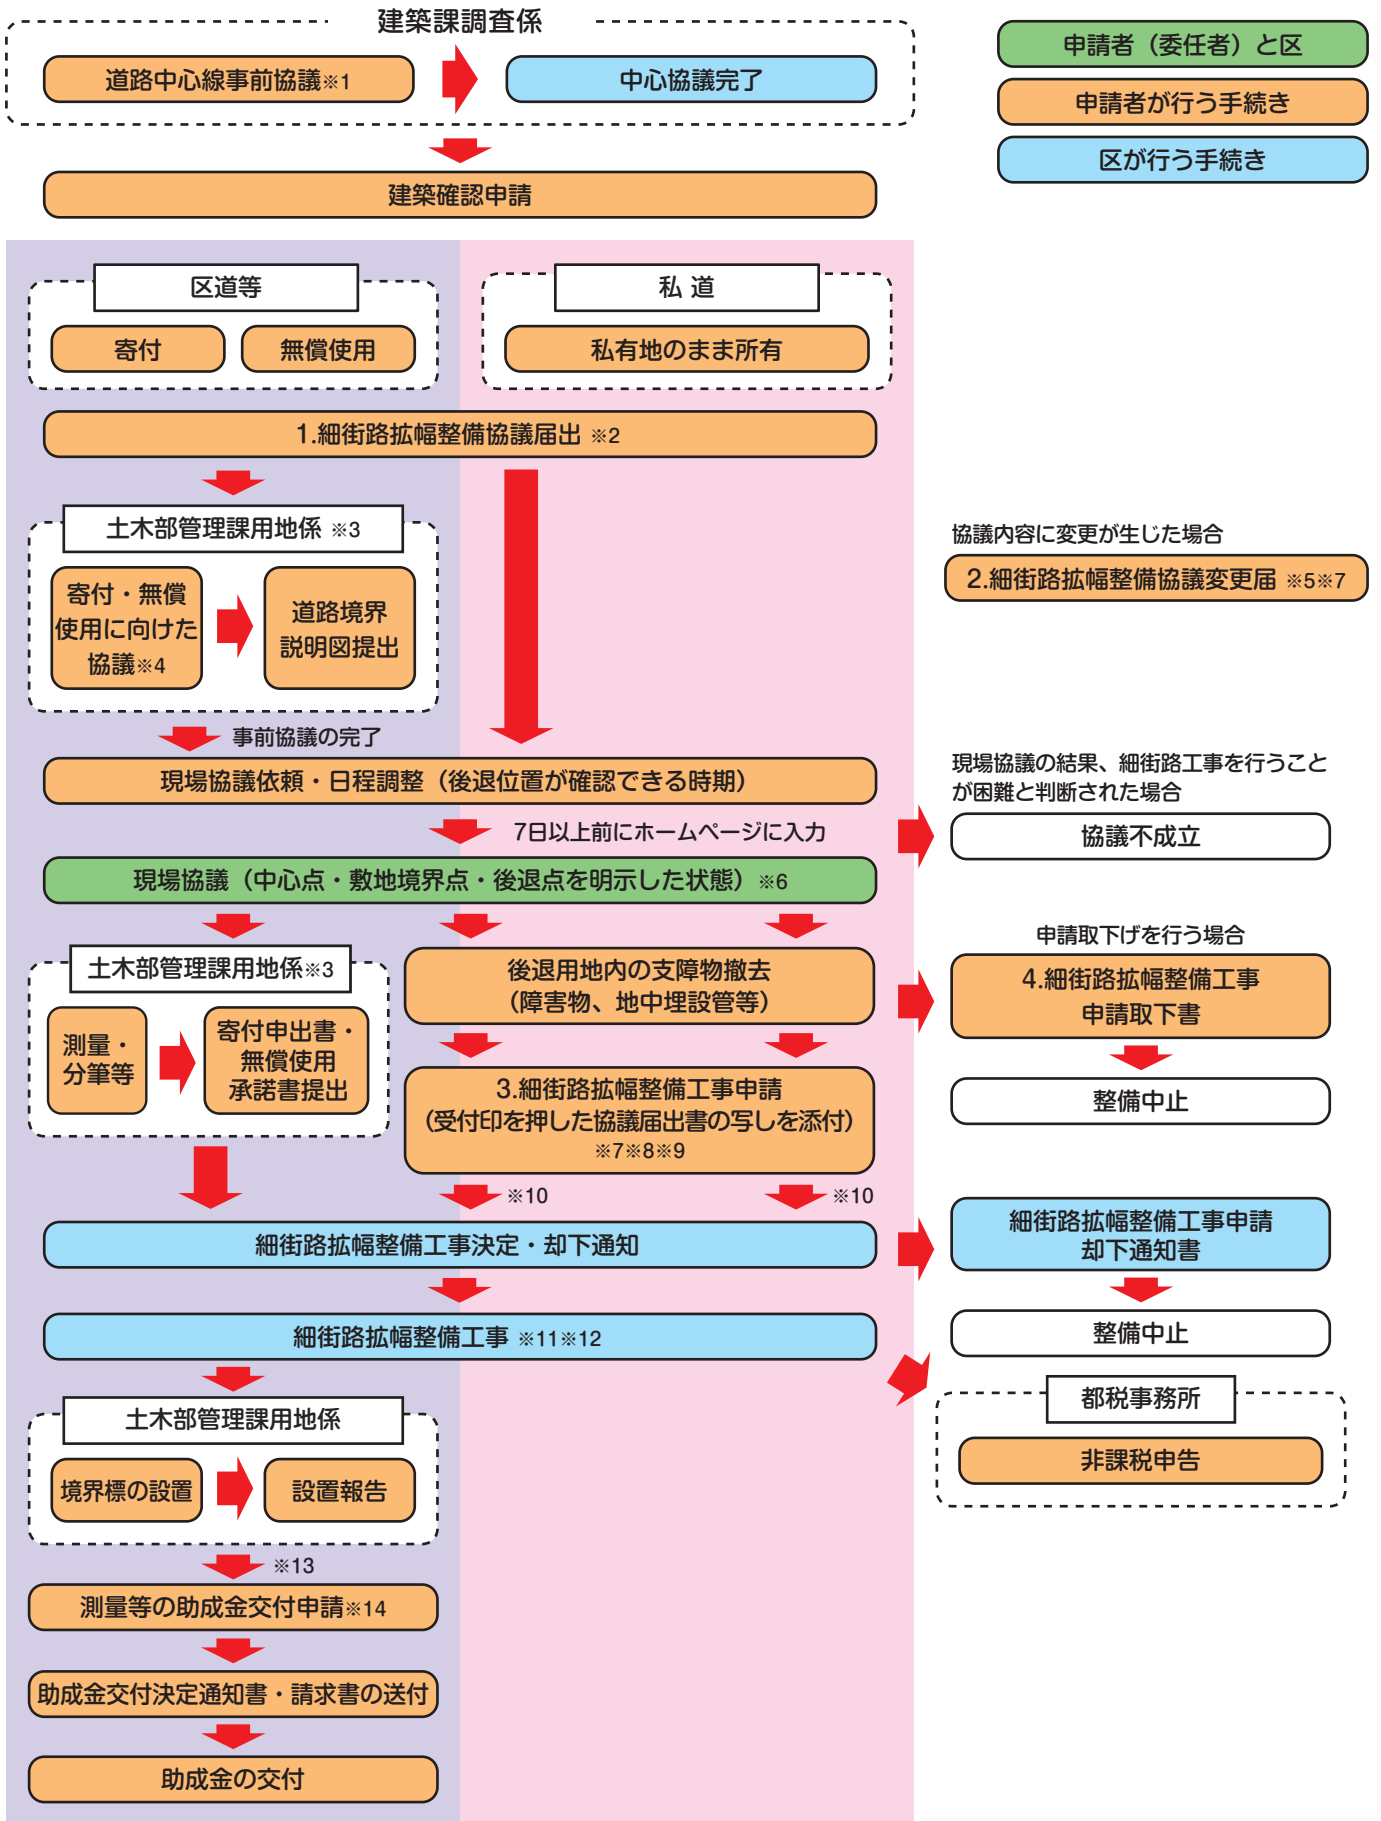 建築課調査係
道路中心線事前協議※1
中心協議完了
申請者（委任者）と区
申請者が行う手続き
区が行う手続き
建築確認申請
区道等
寄付
無償使用
私 道
私有地のまま所有
1.細街路拡幅整備協議届出 ※2
土木部管理課用地係 ※3
寄付・無償
使用に向けた
協議※4
道路境界
説明図提出
協議内容に変更が生じた場合
2.細街路拡幅整備協議変更届 ※5※7
事前協議の完了
現場協議依頼・日程調整（後退位置が確認できる時期）
7日以上前にホームページに入力
現場協議の結果、細街路工事を行うこと
が困難と判断された場合
協議不成立
現場協議（中心点・敷地境界点・後退点を明示した状態）※6
土木部管理課用地係※3
測量・
分筆等
寄付申出書・
無償使用
承諾書提出
後退用地内の支障物撤去
（障害物、地中埋設管等）
申請取下げを行う場合
4.細街路拡幅整備工事
申請取下書
整備中止
3.細街路拡幅整備工事申請
（受付印を押した協議届出書の写しを添付）
※7※8※9
※10
※10
細街路拡幅整備工事決定・却下通知
細街路拡幅整備工事申請
却下通知書
整備中止
細街路拡幅整備工事 ※11※12
都税事務所
非課税申告
土木部管理課用地係
境界標の設置
設置報告
※13
測量等の助成金交付申請※14
助成金交付決定通知書・請求書の送付
助成金の交付